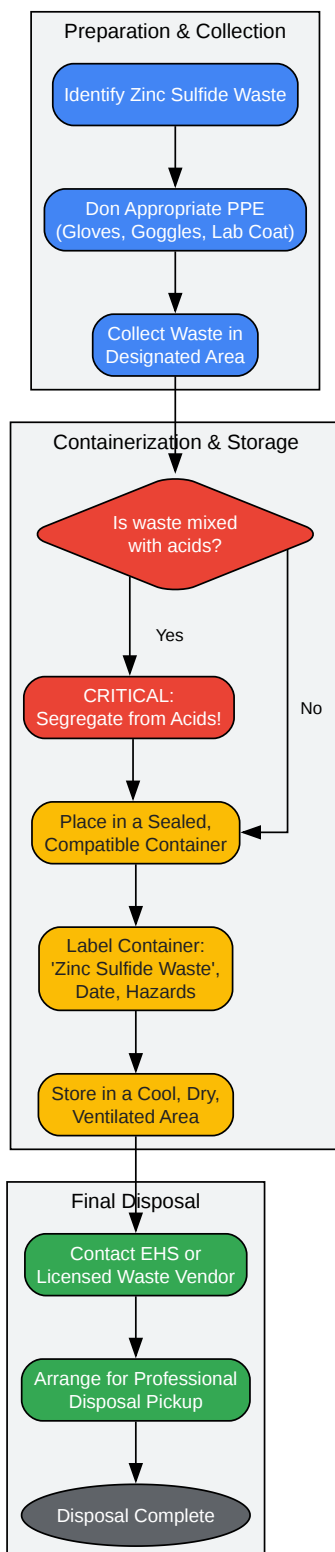 Preparation & Collection
Identify Zinc Sulfide Waste
Don Appropriate PPE
(Gloves, Goggles, Lab Coat)
Collect Waste in
Designated Area
Containerization & Storage
Is waste mixed
with acids?
Yes
No
CRITICAL:
Segregate from Acids!
Place in a Sealed,
Compatible Container
Label Container:
'Zinc Sulfide Waste',
Date, Hazards
Store in a Cool, Dry,
Ventilated Area
Final Disposal
Contact EHS or
Licensed Waste Vendor
Arrange for Professional
Disposal Pickup
Disposal Complete